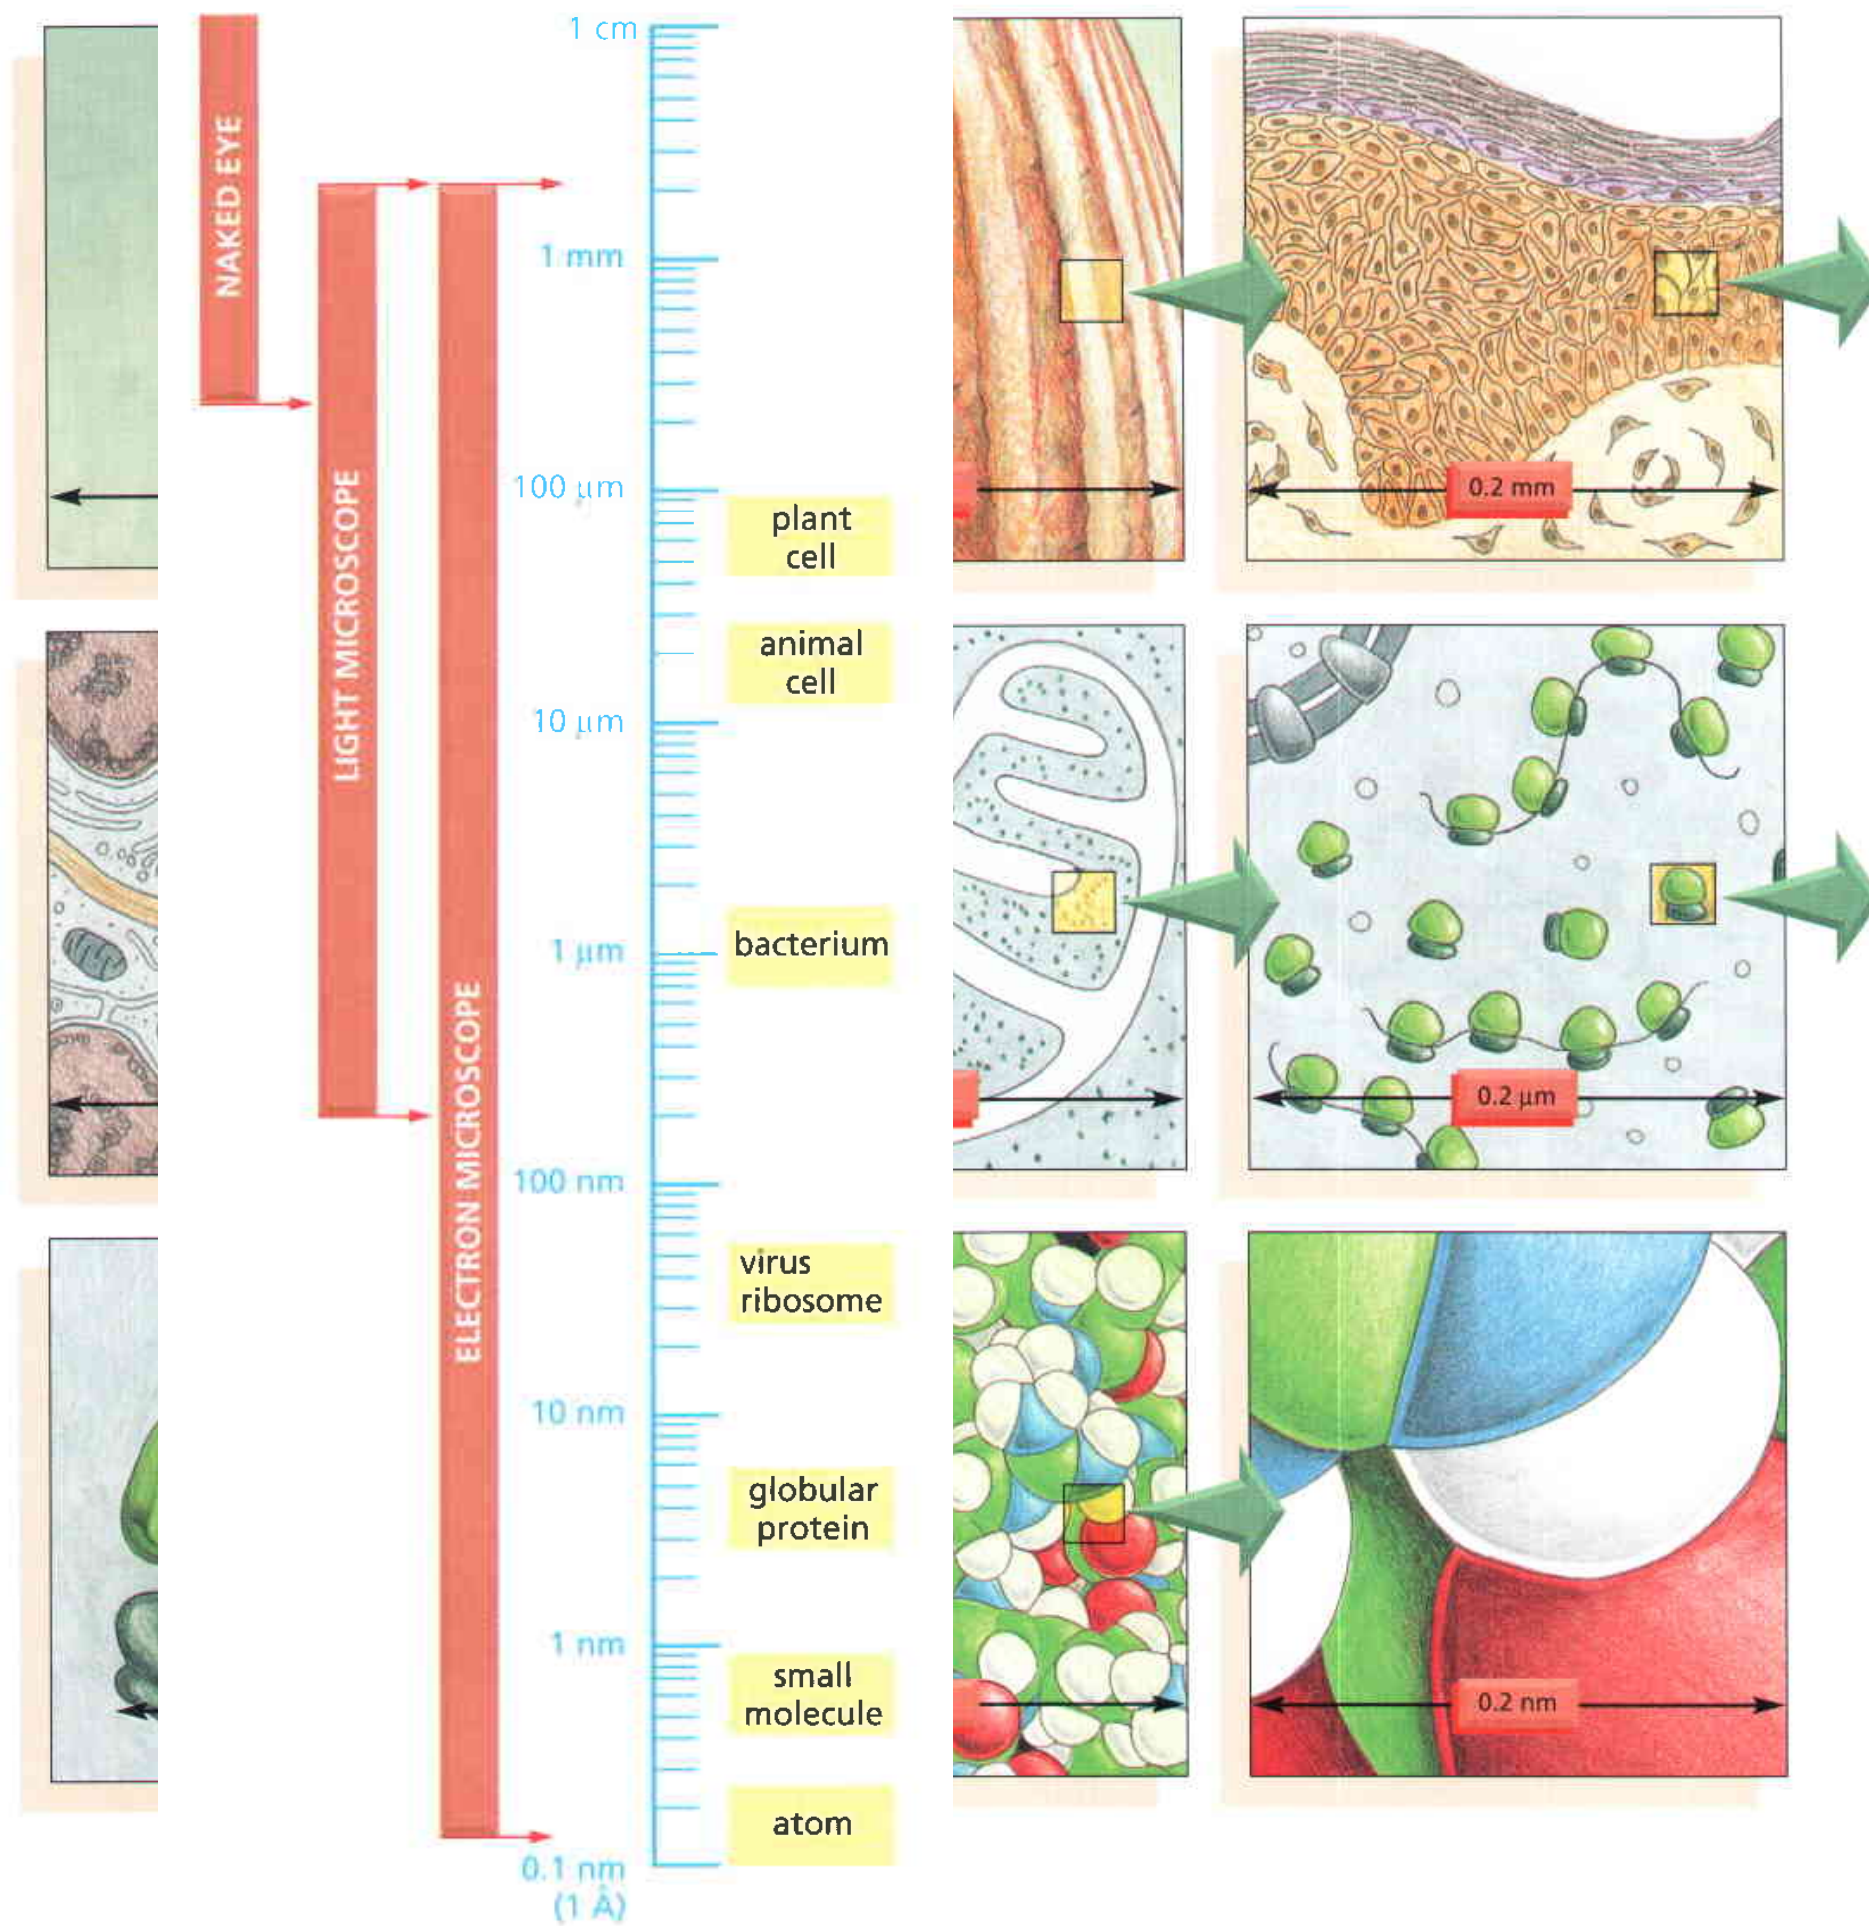 NAKED EYE
LIGHT MICROSCOPE
ELECTRON MICROSCOPE
1 cm
1 mm
100 μm
10 μm
1 μm
100 nm
10 nm
1 nm
0.1 nm
(1 Å)
plant
cell
animal
cell
bacterium
virus
ribosome
globular
protein
small
molecule
atom
0.2 mm
0.2 μm
0.2 nm